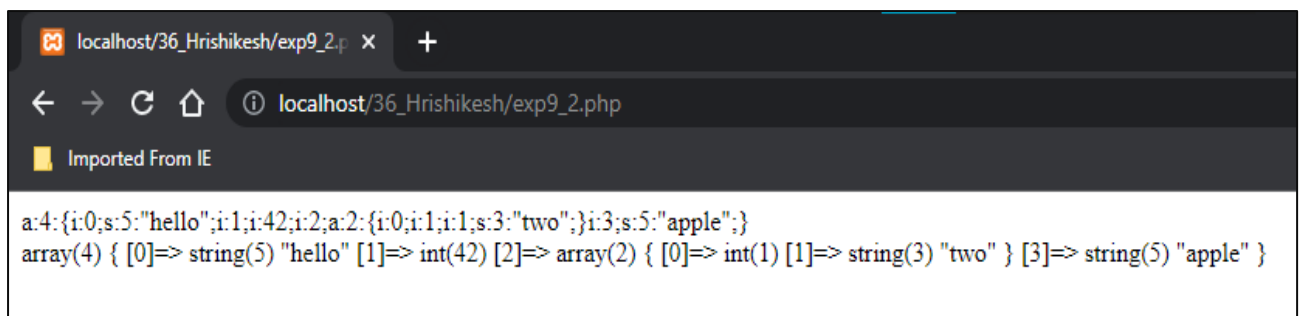 localhost/36_Hrishikesh/exp9_2.p
localhost/36_Hrishikesh/exp9_2.php
Imported From IE
a:4:{i:0;s:5:"hello";i:1;i:42;i:2;a:2:{i:0;i:1;i:1;s:3:"two";}i:3;s:5:"apple";}
array(4) { [0]=> string(5) "hello" [1]=> int(42) [2]=> array(2) { [0]=> int(1) [1]=> string(3) "two" } [3]=> string(5) "apple" }